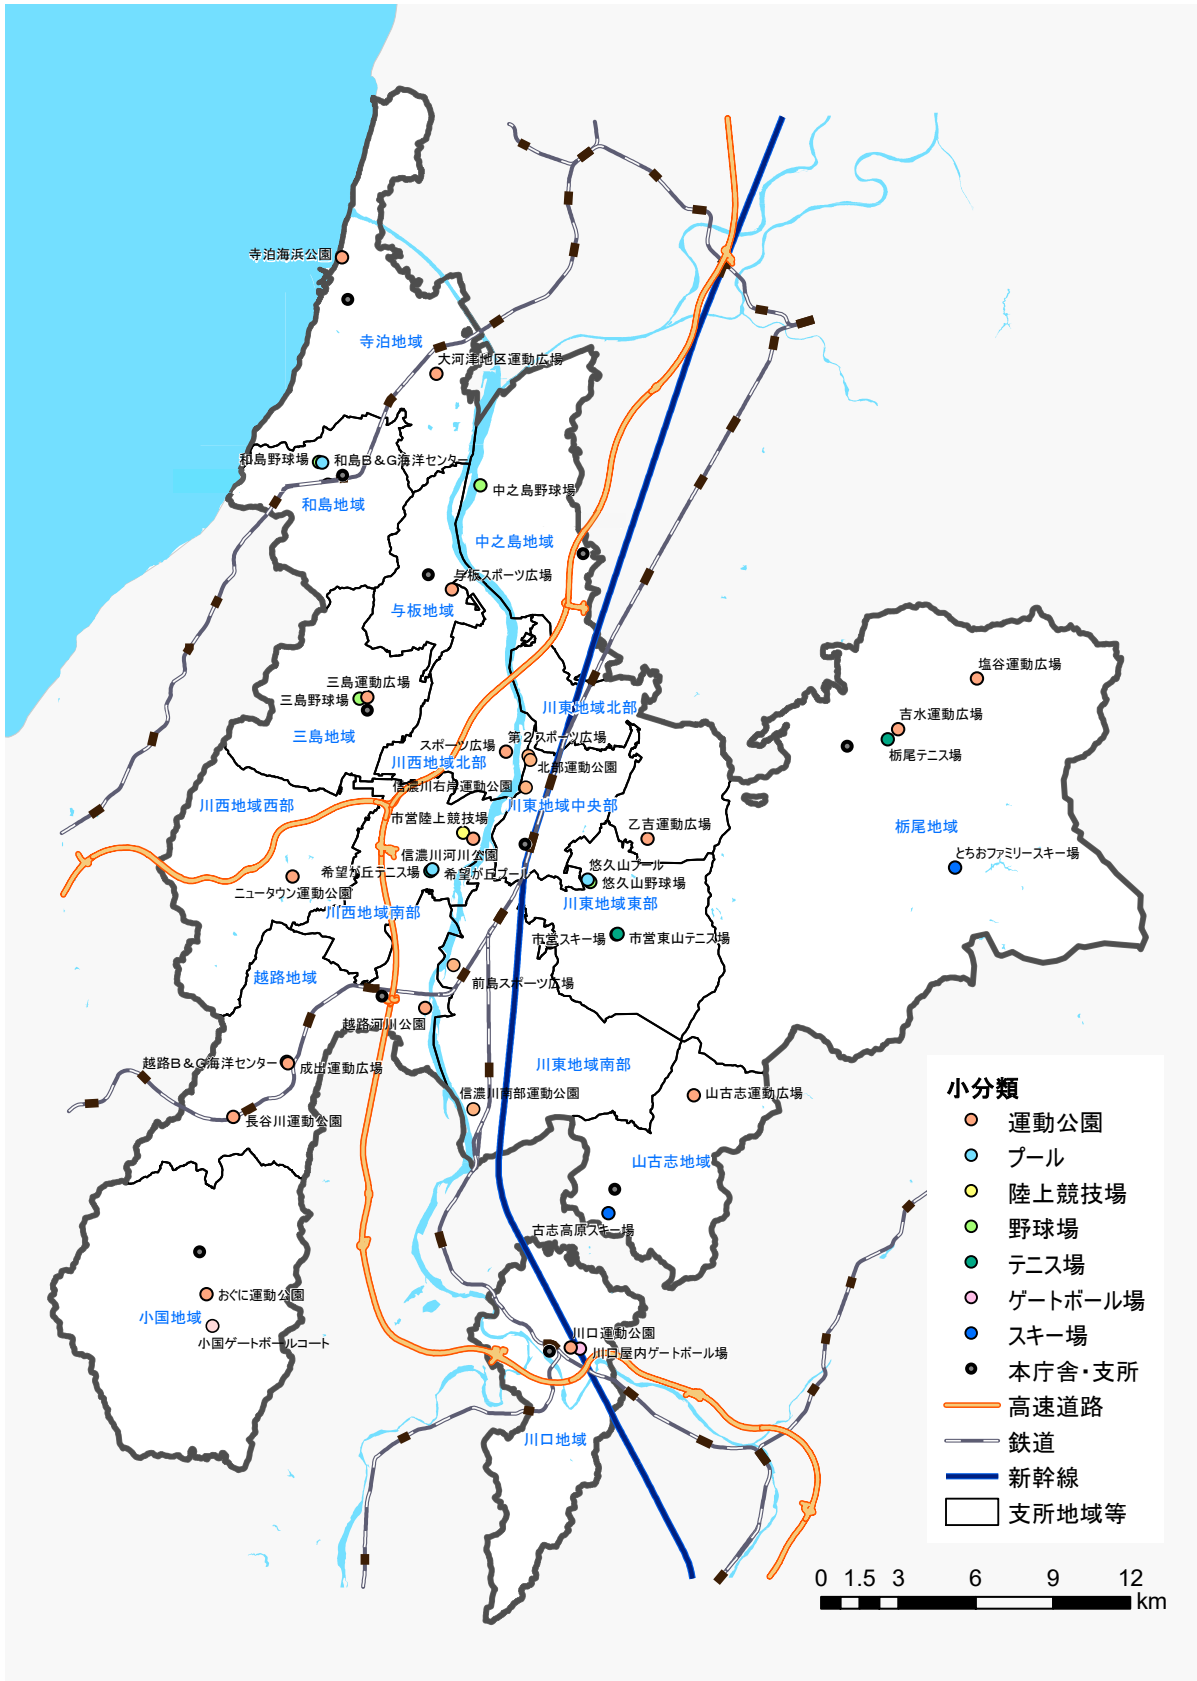 寺泊海浜公園
寺泊地域
大河津地区運動広場
和島野球場
和島B&G海洋センター
和島地域
中之島野球場
中之島地域
与板スポーツ広場
与板地域
塩谷運動広場
三島運動広場
三島野球場
川東地域北部
吉水運動広場
三島地域
スポーツ広場
第2スポーツ広場
栃尾テニス場
川西地域北部
北部運動公園
信濃川右岸運動公園
川西地域西部
川東地域中央部
市営陸上競技場
乙吉運動広場
栃尾地域
信濃川河川公園
とちおファミリースキー場
希望が丘テニス場
希望が丘プール
悠久山プール
悠久山野球場
ニュータウン運動公園
川西地域南部
川東地域東部
市営スキー場
市営東山テニス場
越路地域
前島スポーツ広場
越路河川公園
越路B&G海洋センター
成出運動広場
川東地域南部
信濃川南部運動公園
山古志運動広場
長谷川運動公園
山古志地域
古志高原スキー場
おぐに運動公園
小国地域
小国ゲートボールコート
川口運動公園
川口屋内ゲートボール場
川口地域
小分類
運動公園
プール
陸上競技場
野球場
テニス場
ゲートボール場
スキー場
本庁舎・支所
高速道路
鉄道
新幹線
支所地域等
0 1.5 3 6 9 12
km